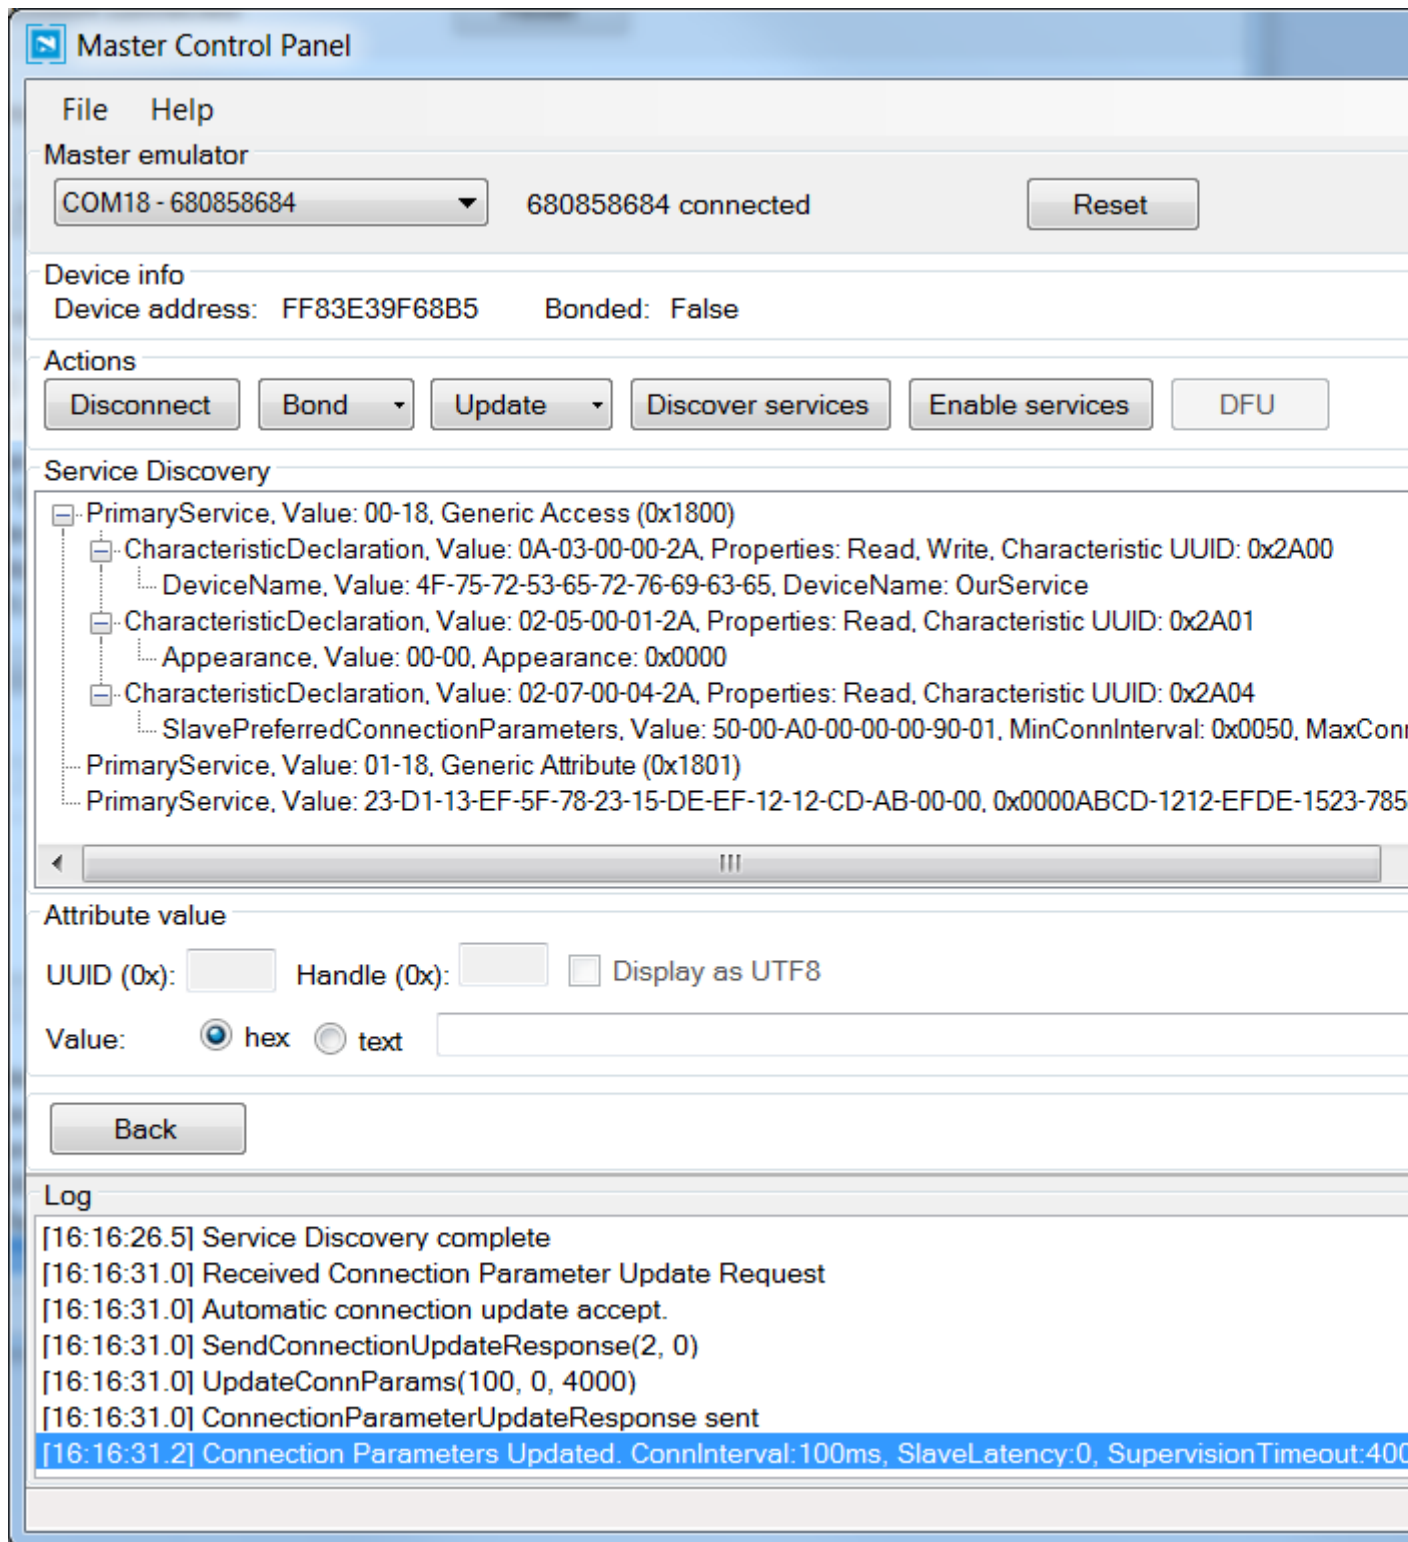 Master Control Panel
File Help
Master emulator
COM18 - 680858684 680858684 connected Reset
Device info
Device address: FF83E39F68B5 Bonded: False
Actions
Disconnect Bond Update Discover services Enable services DFU
Service Discovery
PrimaryService, Value: 00-18, Generic Access (0x1800)
CharacteristicDeclaration, Value: 0A-03-00-00-2A, Properties: Read, Write, Characteristic UUID: 0x2A00
DeviceName, Value: 4F-75-72-53-65-72-76-69-63-65, DeviceName: OurService
CharacteristicDeclaration, Value: 02-05-00-01-2A, Properties: Read, Characteristic UUID: 0x2A01
Appearance, Value: 00-00, Appearance: 0x0000
CharacteristicDeclaration, Value: 02-07-00-04-2A, Properties: Read, Characteristic UUID: 0x2A04
SlavePreferredConnectionParameters, Value: 50-00-A0-00-00-00-90-01, MinConnInterval: 0x0050, MaxConn
PrimaryService, Value: 01-18, Generic Attribute (0x1801)
PrimaryService, Value: 23-D1-13-EF-5F-78-23-15-DE-EF-12-12-CD-AB-00-00, 0x0000ABCD-1212-EFDE-1523-785
Attribute value
UUID (0x): Handle (0x): Display as UTF8
Value: hex text
Back
Log
[16:16:26.5] Service Discovery complete
[16:16:31.0] Received Connection Parameter Update Request
[16:16:31.0] Automatic connection update accept.
[16:16:31.0] SendConnectionUpdateResponse(2, 0)
[16:16:31.0] UpdateConnParams(100, 0, 4000)
[16:16:31.0] ConnectionParameterUpdateResponse sent
[16:16:31.2] Connection Parameters Updated. ConnInterval:100ms, SlaveLatency:0, SupervisionTimeout:400